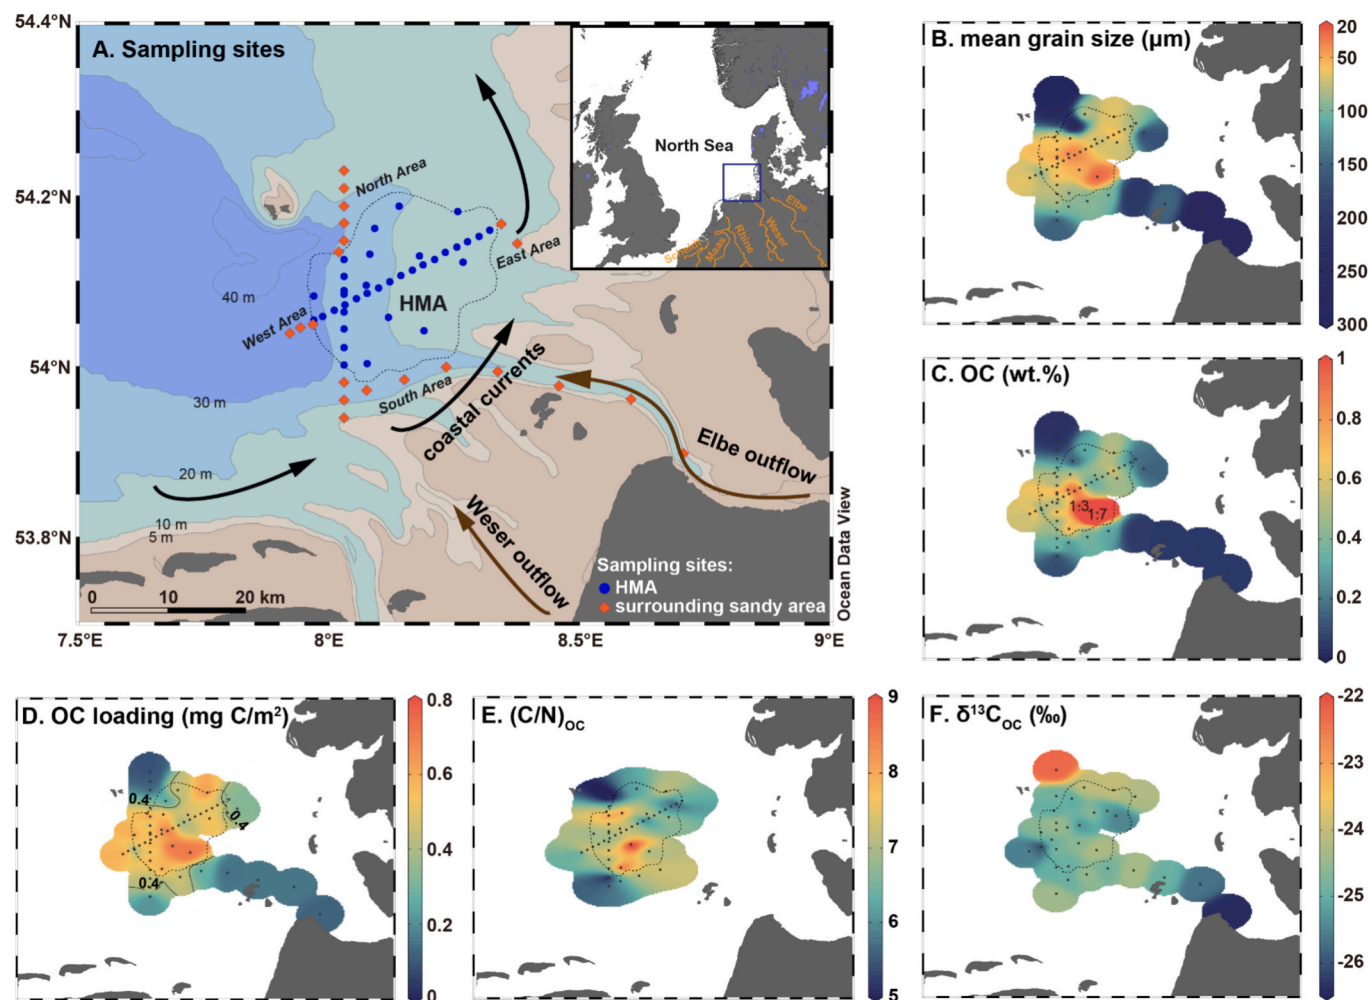 A. Sampling sites
54.4°N
54.2°N
54°N
53.8°N
7.5°E
8°E
8.5°E
9°E
North Area
East Area
West Area
South Area
HMA
40 m
30 m
20 m
10 m
5 m
coastal currents
Elbe outflow
Weser outflow
0 10 20 km
Sampling sites:
HMA
surrounding sandy area
Ocean Data View
North Sea
Elbe
Weser
Rhine
Maas
B. mean grain size (µm)
20
50
100
150
200
250
300
C. OC (wt.%)
1:3
1:7
1
0.8
0.6
0.4
0.2
0
D. OC loading (mg C/m²)
0.4
0.4
0.4
0.8
0.6
0.4
0.2
0
E. (C/N)OC
9
8
7
6
5
F. δ¹³COC (‰)
-22
-23
-24
-25
-26